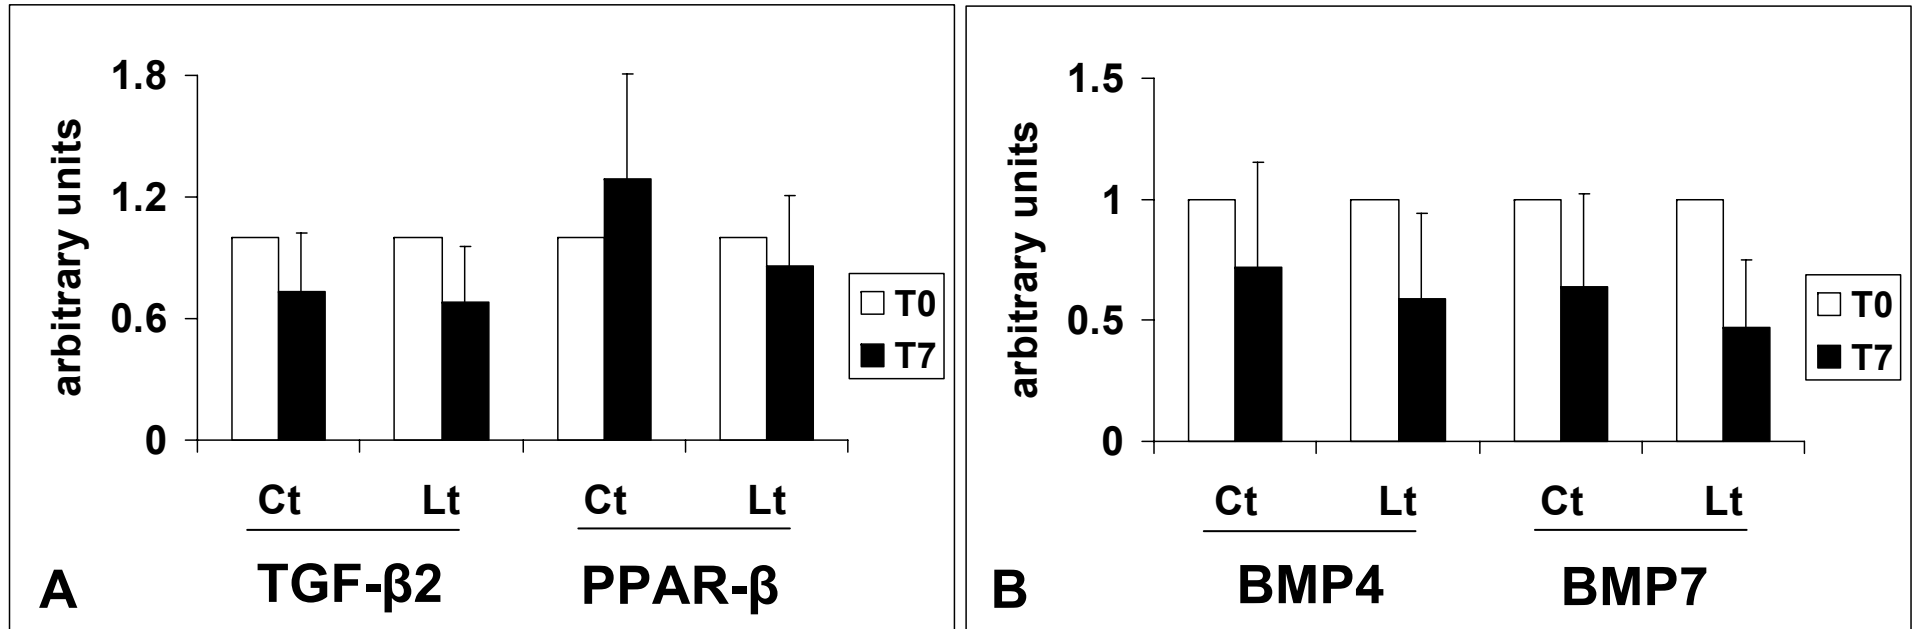 arbitrary units
1.8
1.2
0.6
0
T0
T7
Ct Lt Ct Lt
TGF-β2 PPAR-β
A
arbitrary units
1.5
1
0.5
0
T0
T7
Ct Lt Ct Lt
BMP4 BMP7
B